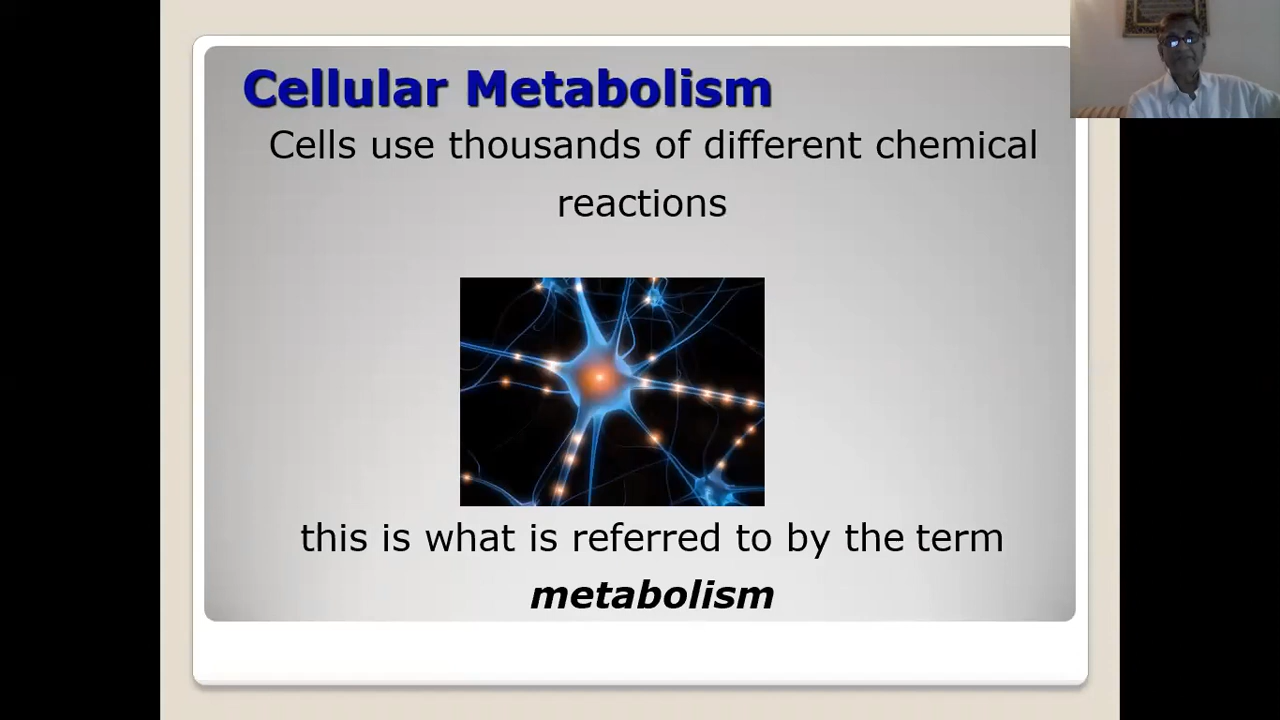 Cellular Metabolism
Cells use thousands of different chemical
reactions
this is what is referred to by the term
metabolism